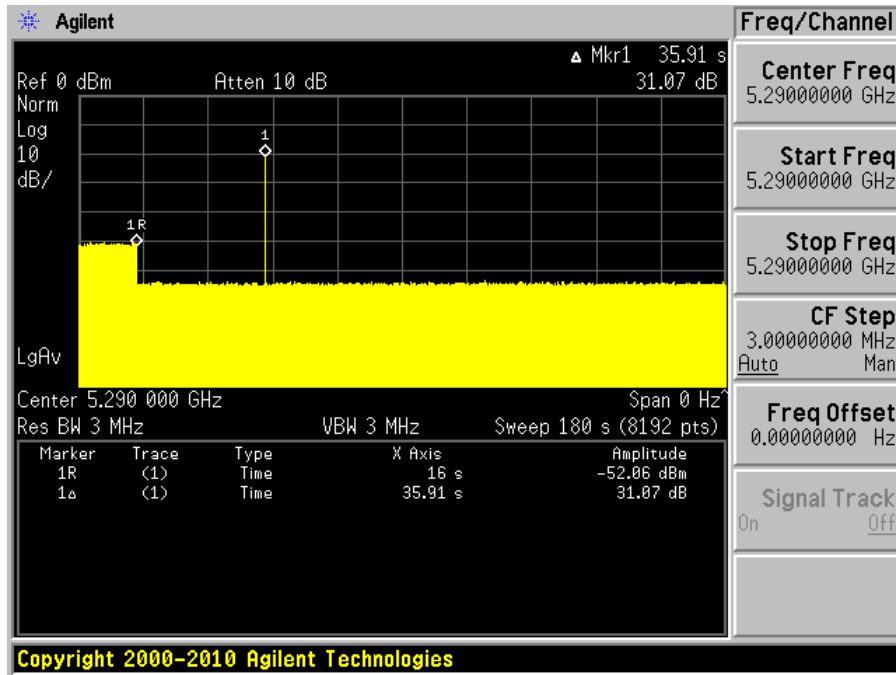 Agilent
Freq/Channel
▵ Mkr1 35.91 s
Ref 0 dBm Atten 10 dB 31.07 dB
Norm
Log
10
dB/
1
1R
LgAv
Center 5.290 000 GHz Span 0 Hz^
Res BW 3 MHz VBW 3 MHz Sweep 180 s (8192 pts)
Marker Trace Type X Axis Amplitude
1R (1) Time 16 s -52.06 dBm
1▵ (1) Time 35.91 s 31.07 dB
Center Freq
5.29000000 GHz
Start Freq
5.29000000 GHz
Stop Freq
5.29000000 GHz
CF Step
3.00000000 MHz
Auto Man
Freq Offset
0.00000000 Hz
Signal Track
On Off
Copyright 2000-2010 Agilent Technologies